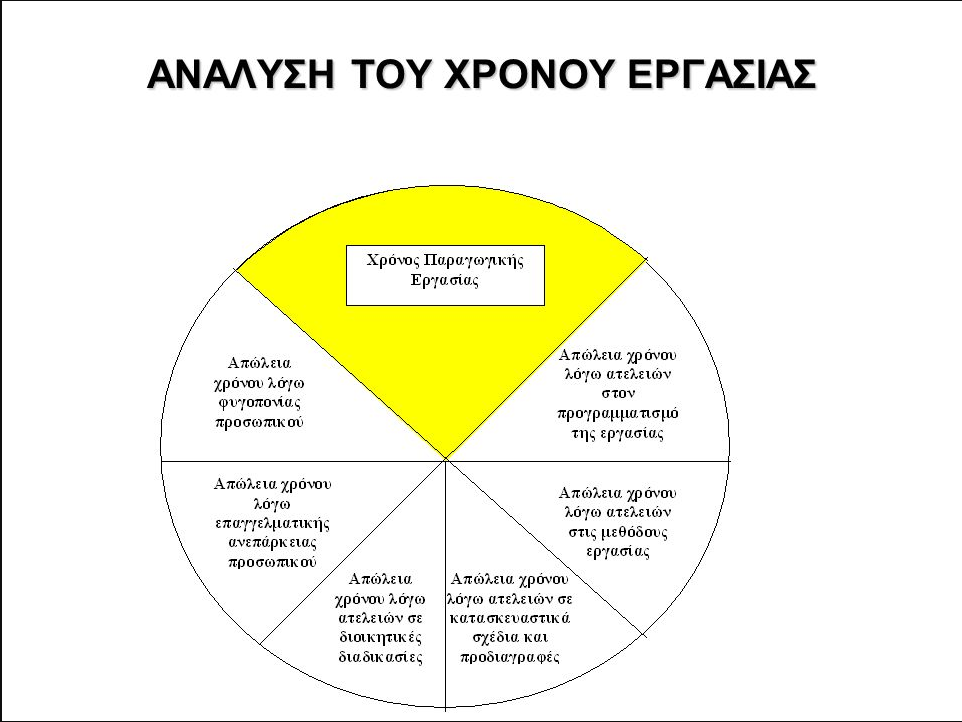 ΑΝΑΛΥΣΗ ΤΟΥ ΧΡΟΝΟΥ ΕΡΓΑΣΙΑΣ
Χρόνος Παραγωγικής
Εργασίας
Απώλεια
χρόνου λόγω
φυγοπονίας
προσωπικού
Απώλεια χρόνου
λόγω ατελειών
στον
προγραμματισμό
της εργασίας
Απώλεια χρόνου
λόγω
επαγγελματικής
ανεπάρκειας
προσωπικού
Απώλεια χρόνου
λόγω ατελειών
στις μεθόδους
εργασίας
Απώλεια
χρόνου λόγω
ατελειών σε
διοικητικές
διαδικασίες
Απώλεια χρόνου
λόγω ατελειών σε
κατασκευαστικά
σχέδια και
προδιαγραφές